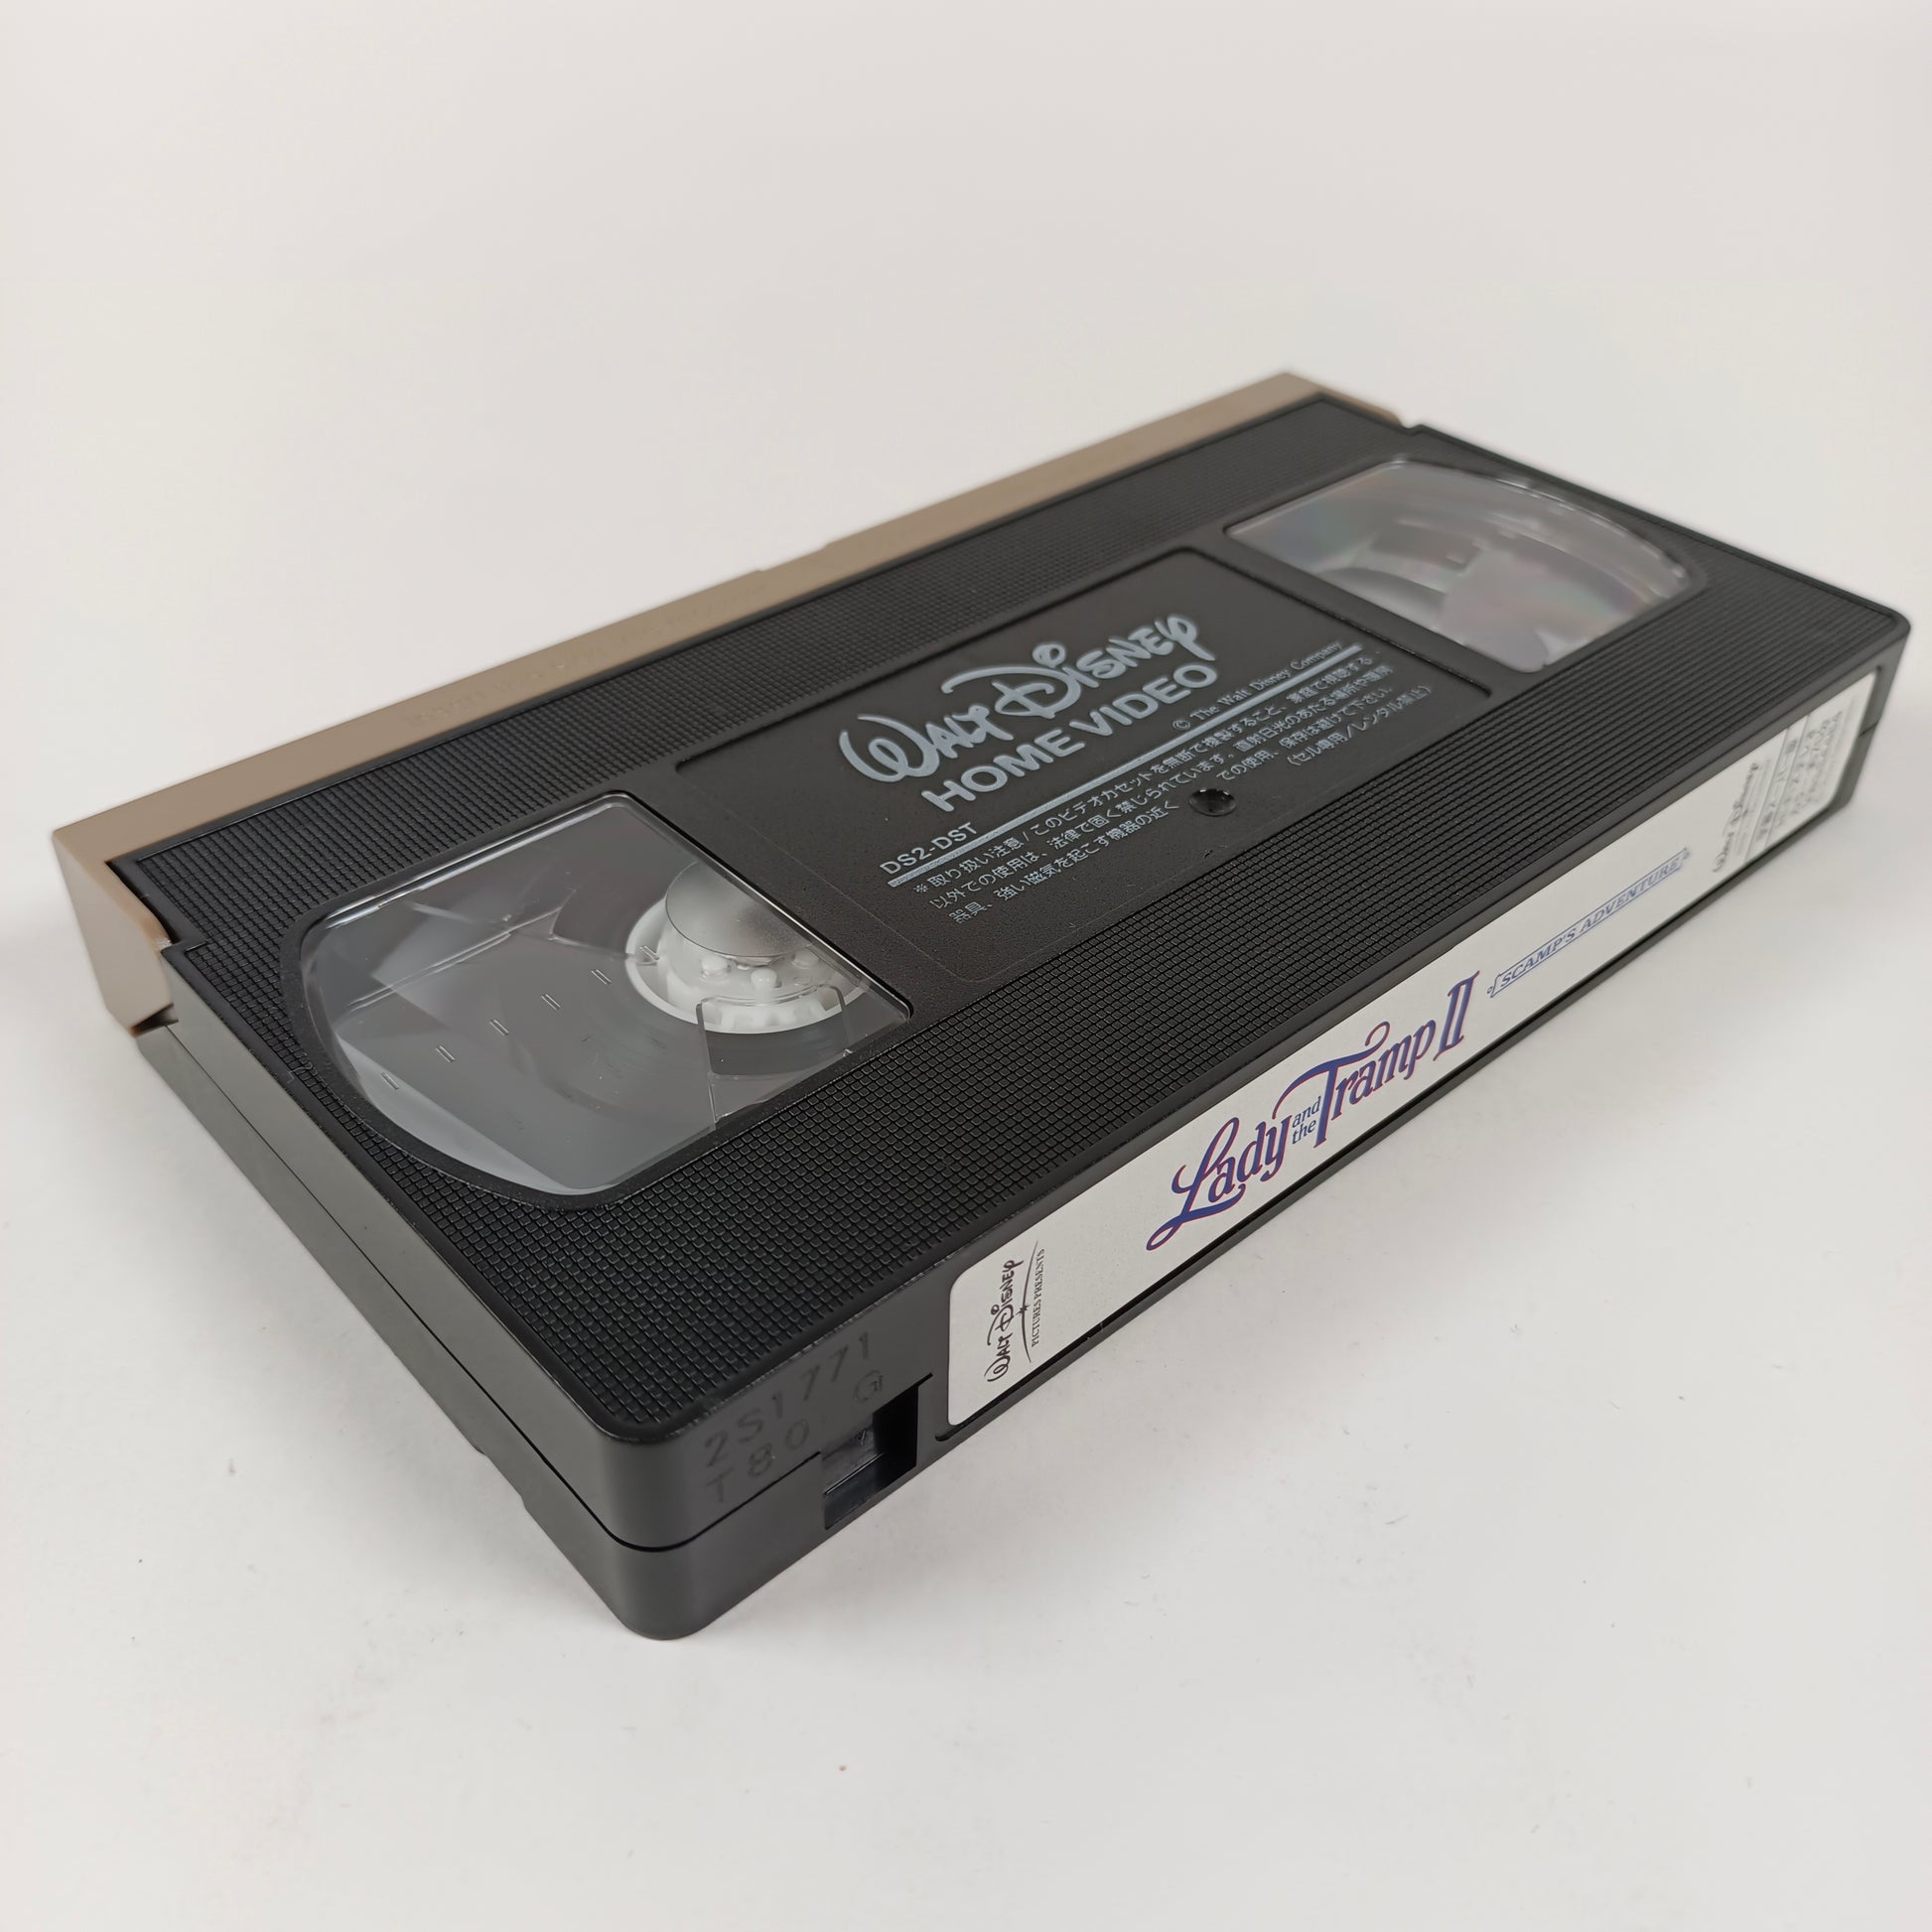 WALT DISNEY
HOME VIDEO
© The Walt Disney Company
DS2-DST
※取り扱い注意/このビデオカセットを無断で複製すること、家庭で視聴する
以外での使用は、法律で固く禁じられています。直射日光のあたる場所や暖房
器具、強い磁気を起こす機器の近く での使用、保存は避けて下さい。
(セル専用/レンタル禁止)
WALT DISNEY
PICTURES PRESENTS
Lady and the Tramp II
SCAMP'S ADVENTURE
WALT DISNEY
2S1771
T80 G